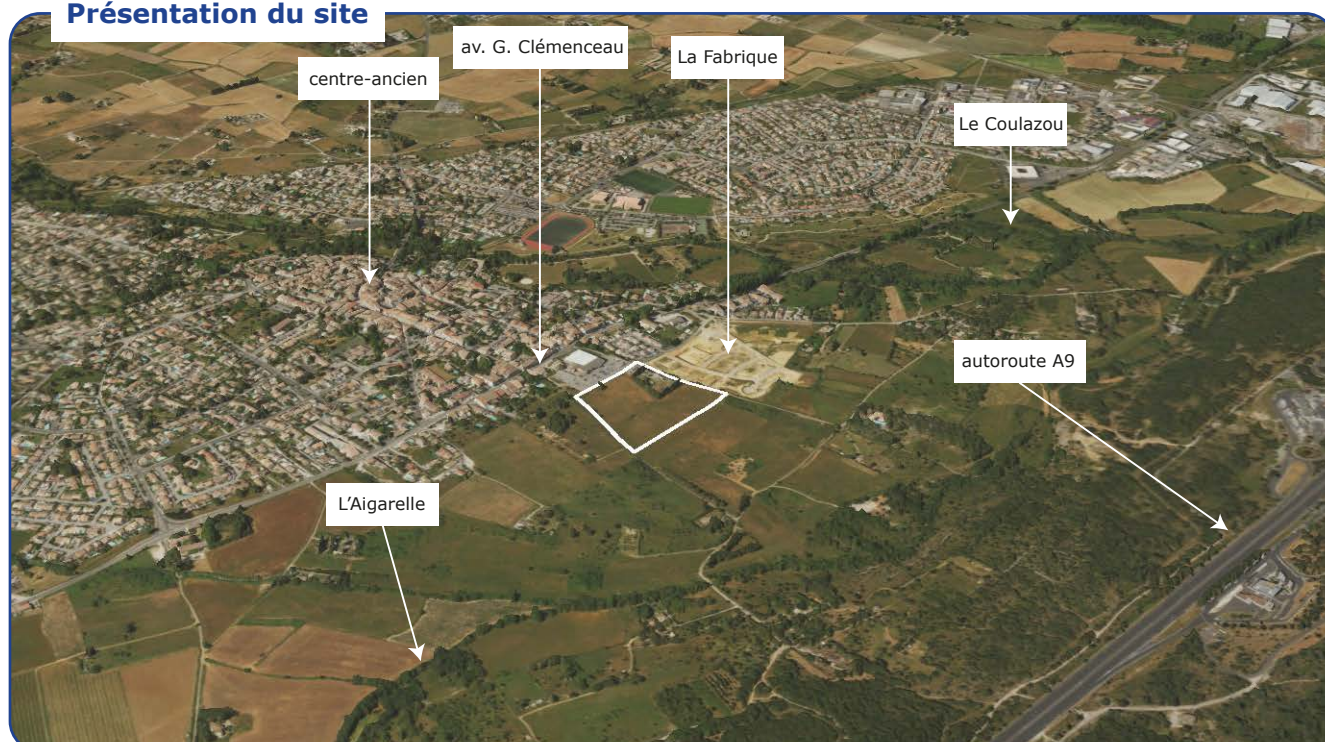 Présentation du site
av. G. Clémenceau
La Fabrique
centre-ancien
Le Coulazou
autoroute A9
L'Aigarelle